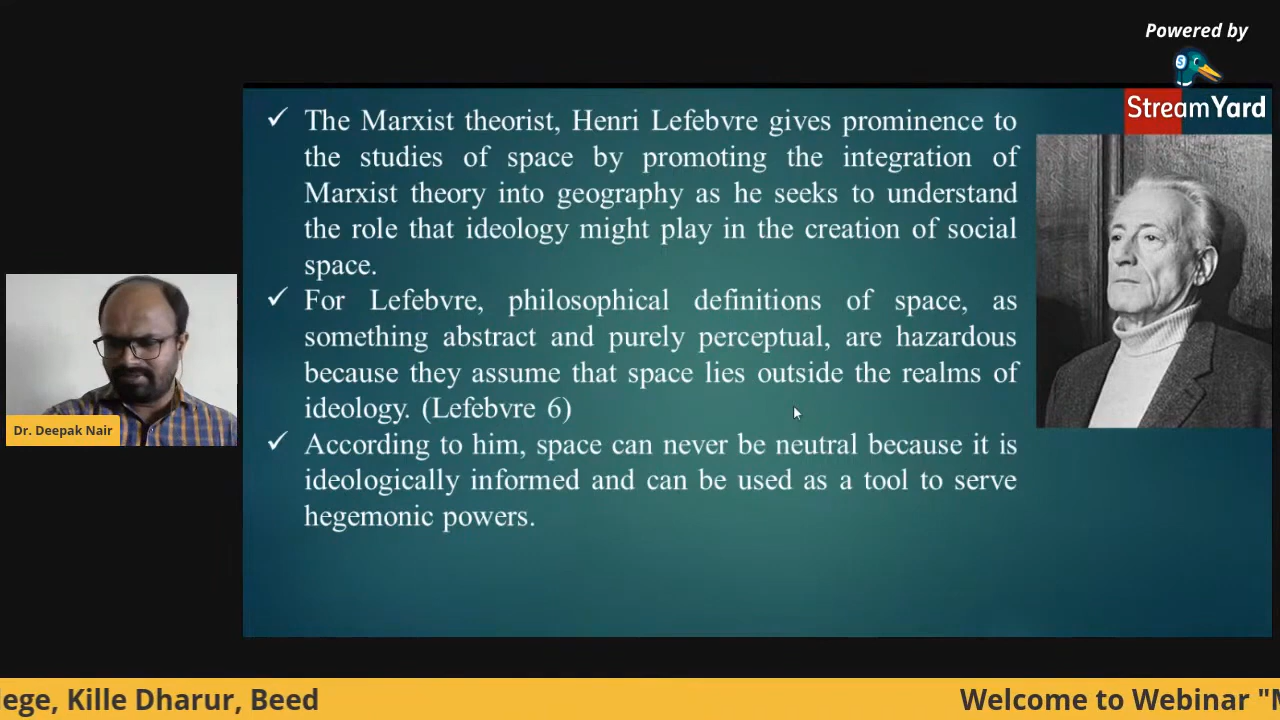 Powered by
StreamYard
The Marxist theorist, Henri Lefebvre gives prominence to
the studies of space by promoting the integration of
Marxist theory into geography as he seeks to understand
the role that ideology might play in the creation of social
space.
For Lefebvre, philosophical definitions of space, as
something abstract and purely perceptual, are hazardous
because they assume that space lies outside the realms of
ideology. (Lefebvre 6)
According to him, space can never be neutral because it is
ideologically informed and can be used as a tool to serve
hegemonic powers.
Dr. Deepak Nair
lege, Kille Dharur, Beed
Welcome to Webinar "